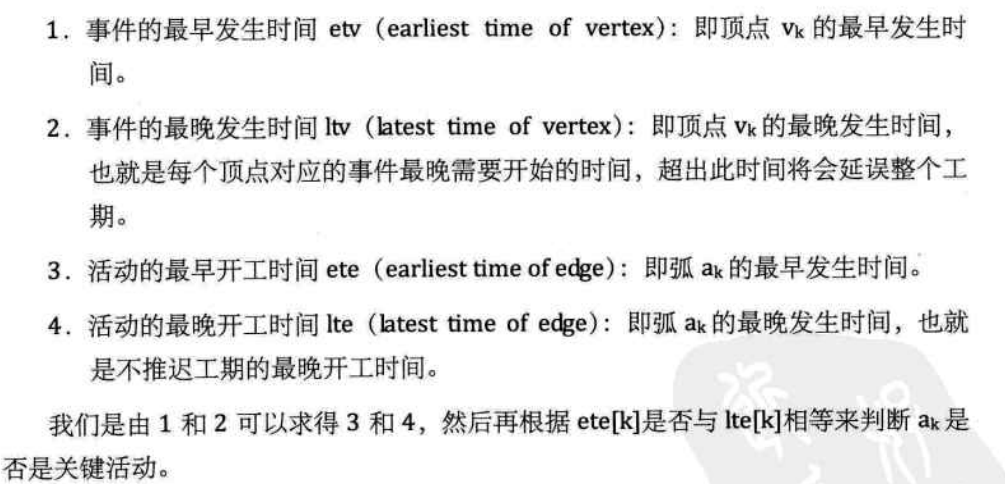 1. 事件的最早发生时间 etv (earliest time of vertex): 即顶点 vk 的最早发生时
间。
2. 事件的最晚发生时间 ltv (latest time of vertex): 即顶点 vk 的最晚发生时间,
也就是每个顶点对应的事件最晚需要开始的时间, 超出此时间将会延误整个工
期。
3. 活动的最早开工时间 ete (earliest time of edge): 即弧 ak 的最早发生时间。
4. 活动的最晚开工时间 lte (latest time of edge): 即弧 ak 的最晚发生时间, 也就
是不推迟工期的最晚开工时间。
我们是由 1 和 2 可以求得 3 和 4, 然后再根据 ete[k]是否与 lte[k]相等来判断 ak 是
否是关键活动。